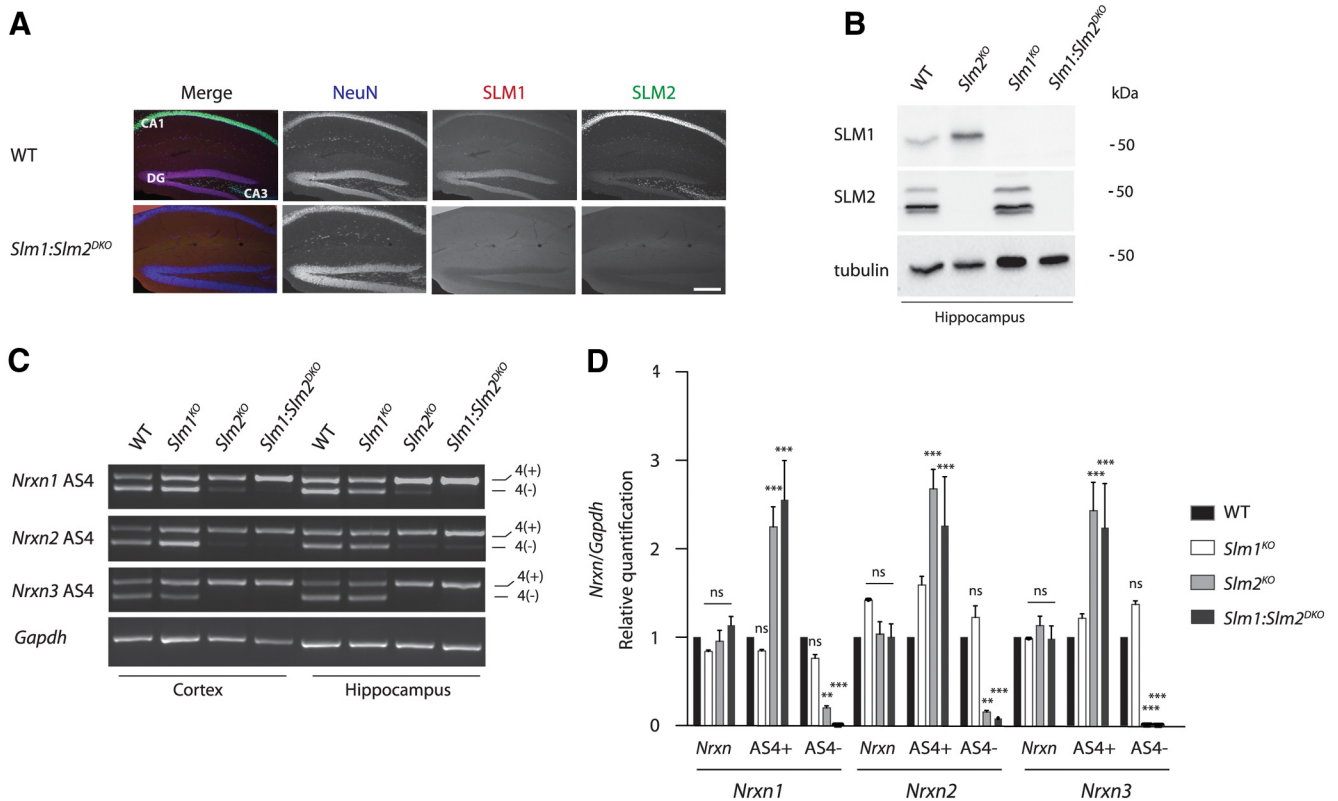 A
Merge NeuN SLM1 SLM2
WT
CA1
DG
CA3
Slm1:Slm2DKO
B
WT Slm2KO Slm1KO Slm1:Slm2DKO
kDa
SLM1
- 50
SLM2
- 50
tubulin
- 50
Hippocampus
C
WT Slm1KO Slm2KO Slm1:Slm2DKO WT Slm1KO Slm2KO Slm1:Slm2DKO
Nrxn1 AS4
4(+)
4(-)
Nrxn2 AS4
4(+)
4(-)
Nrxn3 AS4
4(+)
4(-)
Gapdh
Cortex Hippocampus
D
Nrxn/Gapdh
Relative quantification
4
3
2
1
0
ns ns *** *** ns ** ***
ns *** *** ns ** ***
ns *** *** ns *** ***
Nrxn AS4+ AS4- Nrxn AS4+ AS4- Nrxn AS4+ AS4-
Nrxn1 Nrxn2 Nrxn3
WT
Slm1KO
Slm2KO
Slm1:Slm2DKO